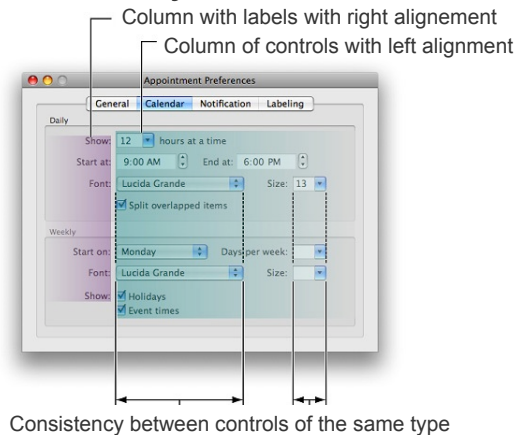 Column with labels with right alignement
Column of controls with left alignment
Appointment Preferences
General Calendar Notification Labeling
Daily
Show: 12 hours at a time
Start at: 9:00 AM End at: 6:00 PM
Font: Lucida Grande Size: 13
Split overlapped items
Weekly
Start on: Monday Days per week:
Font: Lucida Grande Size:
Show: Holidays
Event times
Consistency between controls of the same type